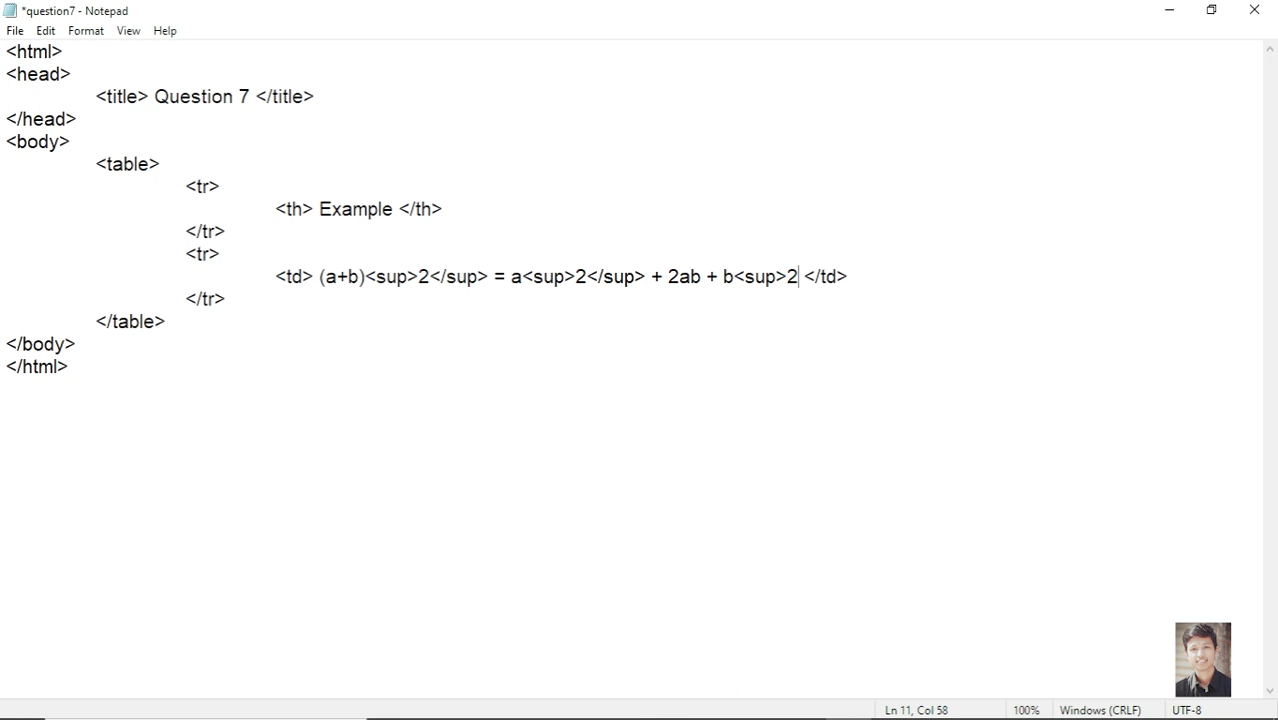 *question7 - Notepad
File Edit Format View Help
<html>
<head>
<title> Question 7 </title>
</head>
<body>
<table>
<tr>
<th> Example </th>
</tr>
<tr>
<td> (a+b)<sup>2</sup> = a<sup>2</sup> + 2ab + b<sup>2 </td>
</tr>
</table>
</body>
</html>
Ln 11, Col 58 100% Windows (CRLF) UTF-8